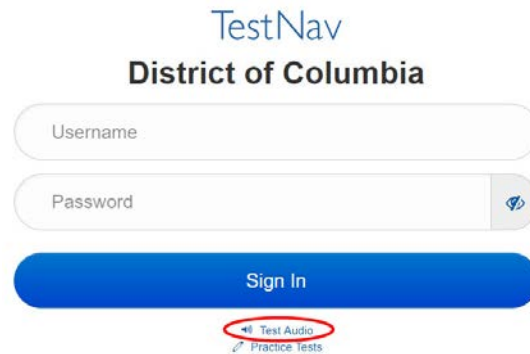 TestNav
District of Columbia
Username
Password
Sign In
Test Audio
Practice Tests